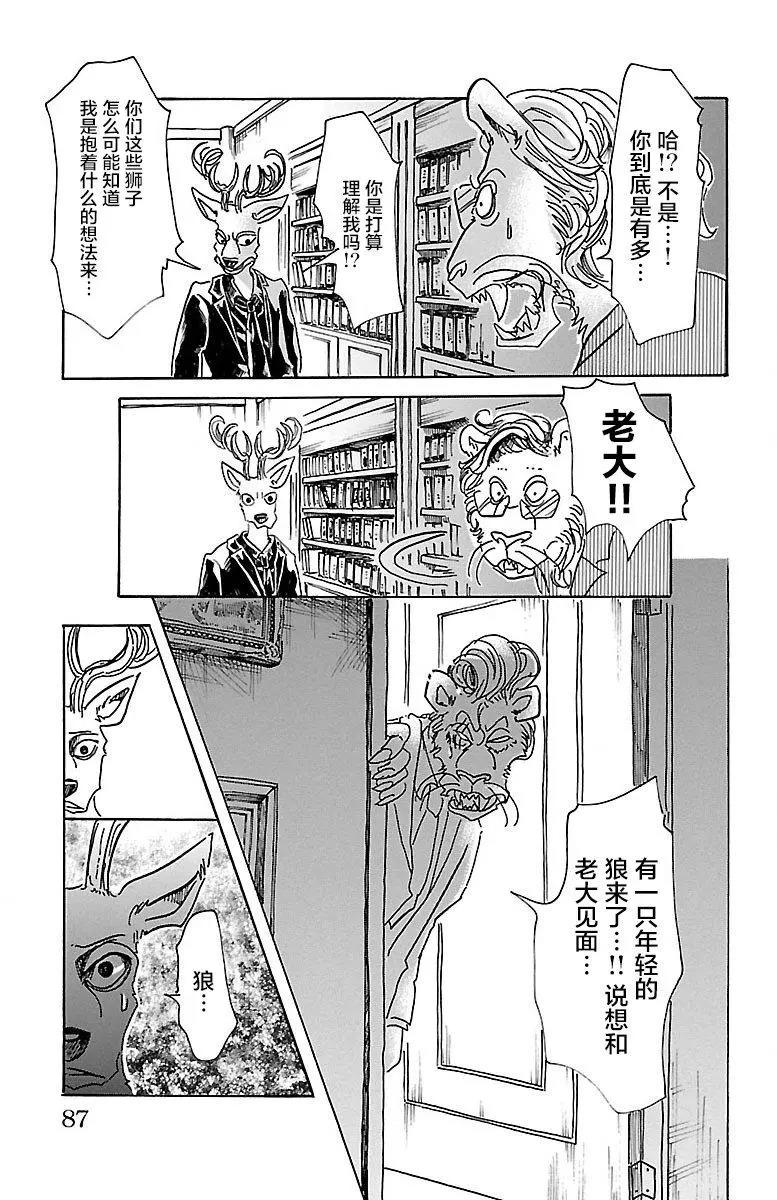 哈!? 不是…!
你到底是有多…
你是打算
理解我吗!?
你们这些狮子
怎么可能知道
我是抱着什么的想法来…
老大!!
有一只年轻的
狼来了…!! 说想和
老大见面…
狼…
87